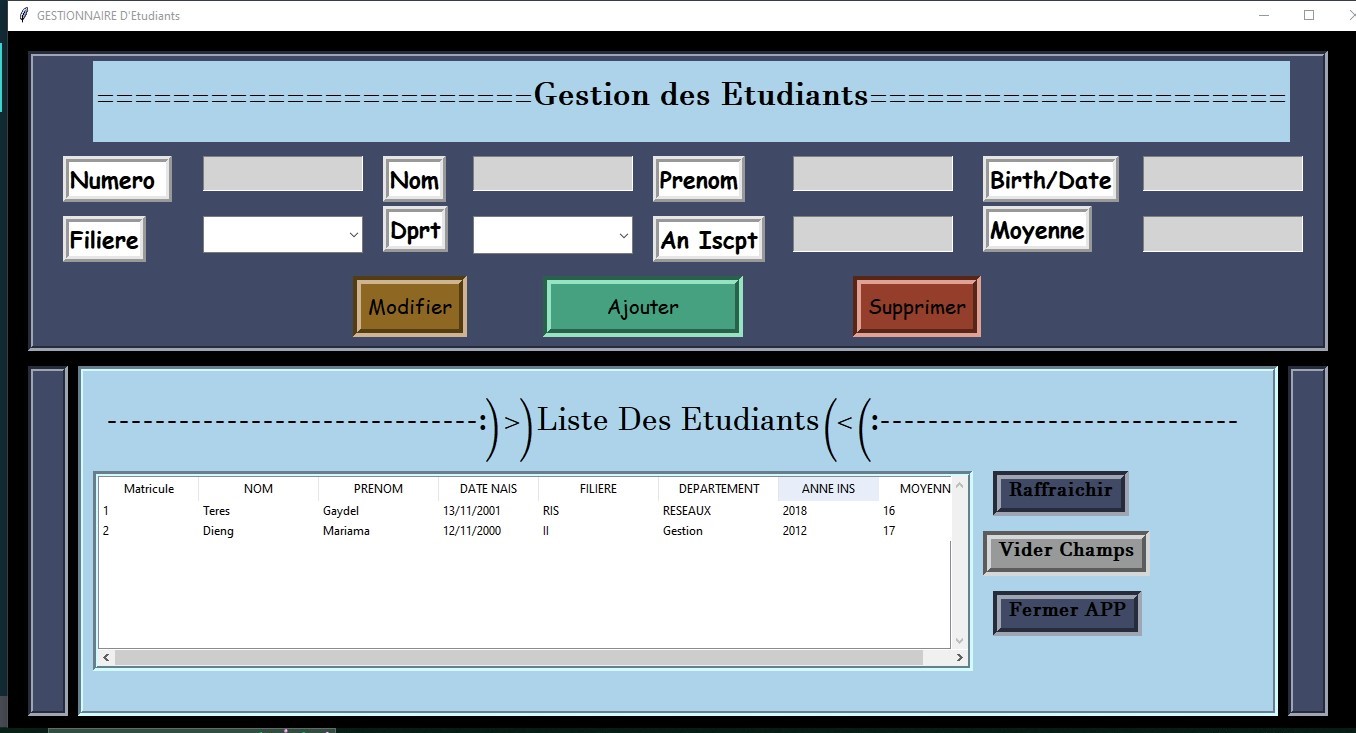 GESTIONNAIRE D'Etudiants
=======================Gestion des Etudiants======================
Numero Nom Prenom Birth/Date
Filiere Dprt An Iscpt Moyenne
Modifier Ajouter Supprimer
-------------------------------:)>)Liste Des Etudiants(<(:------------------------------
Matricule NOM PRENOM DATE NAIS FILIERE DEPARTEMENT ANNE INS MOYENN
1 Teres Gaydel 13/11/2001 RIS RESEAUX 2018 16
2 Dieng Mariama 12/11/2000 II Gestion 2012 17
Raffraichir
Vider Champs
Fermer APP